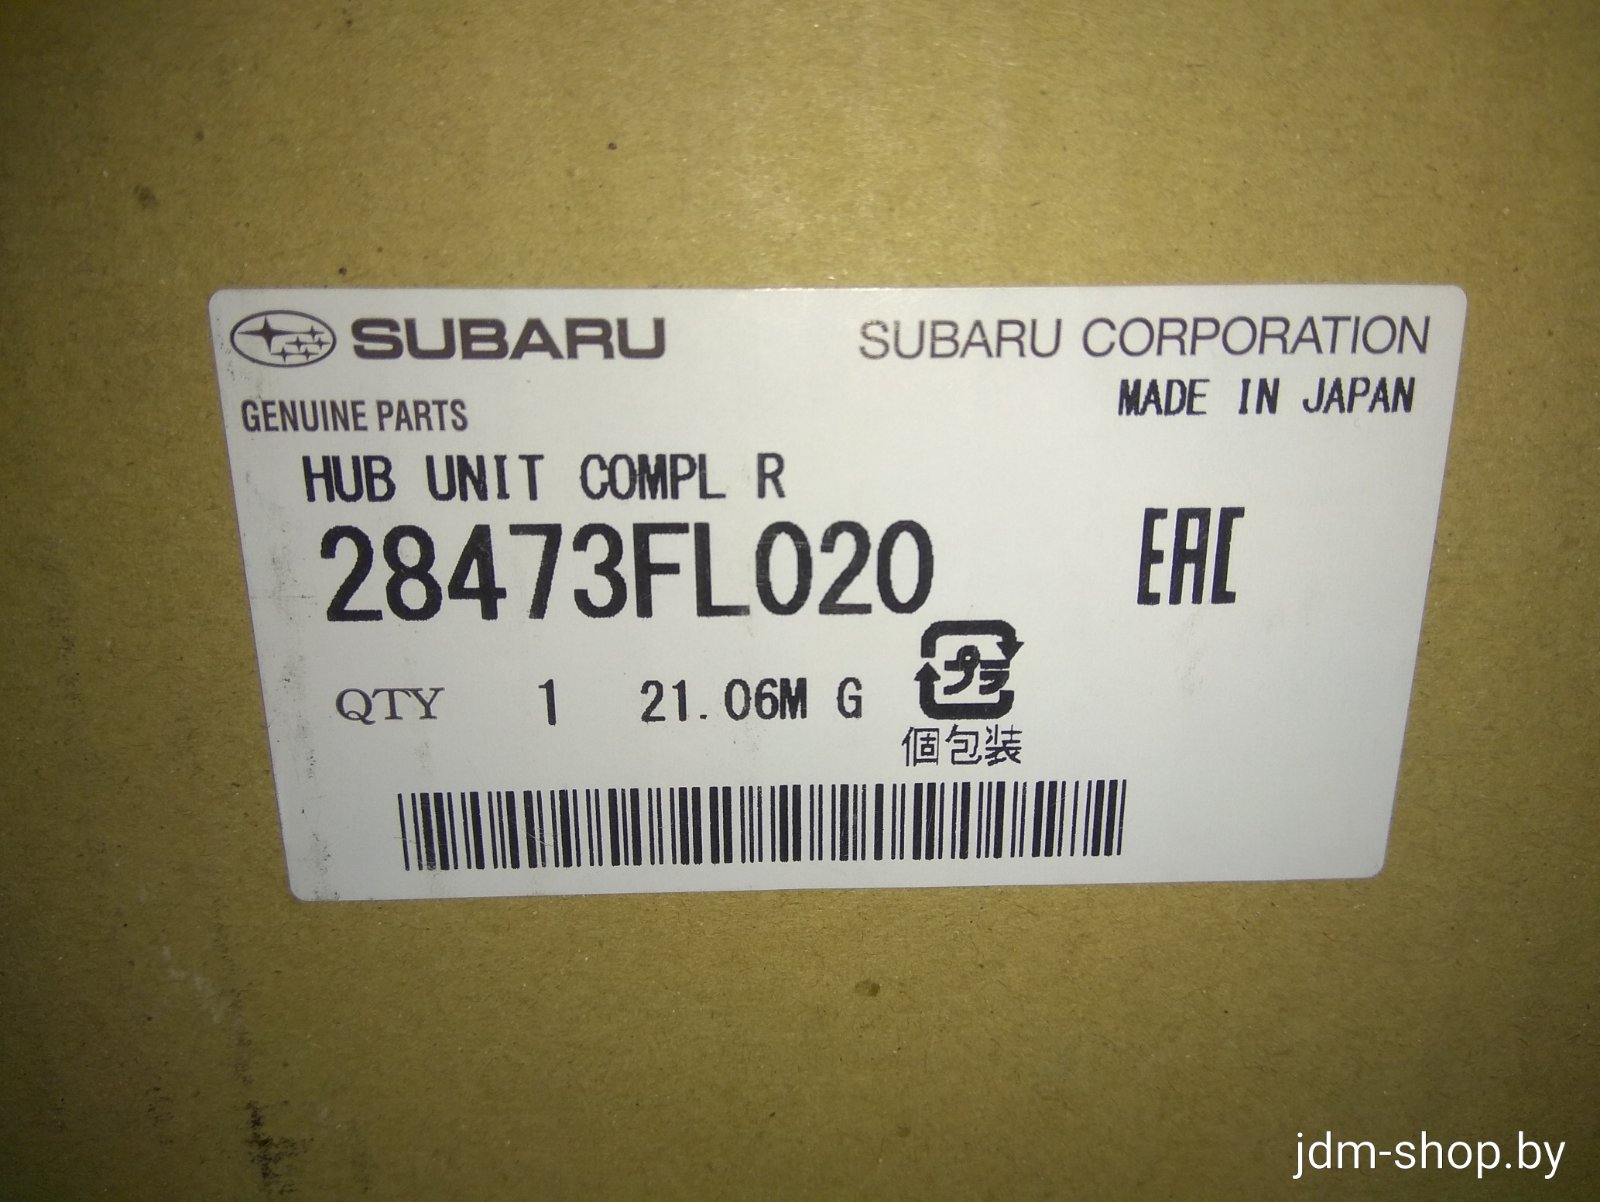 SUBARU
SUBARU CORPORATION
MADE IN JAPAN
GENUINE PARTS
HUB UNIT COMPL R
28473FL020
EAC
QTY 1 21.06M G
プラ
個包装
jdm-shop.by